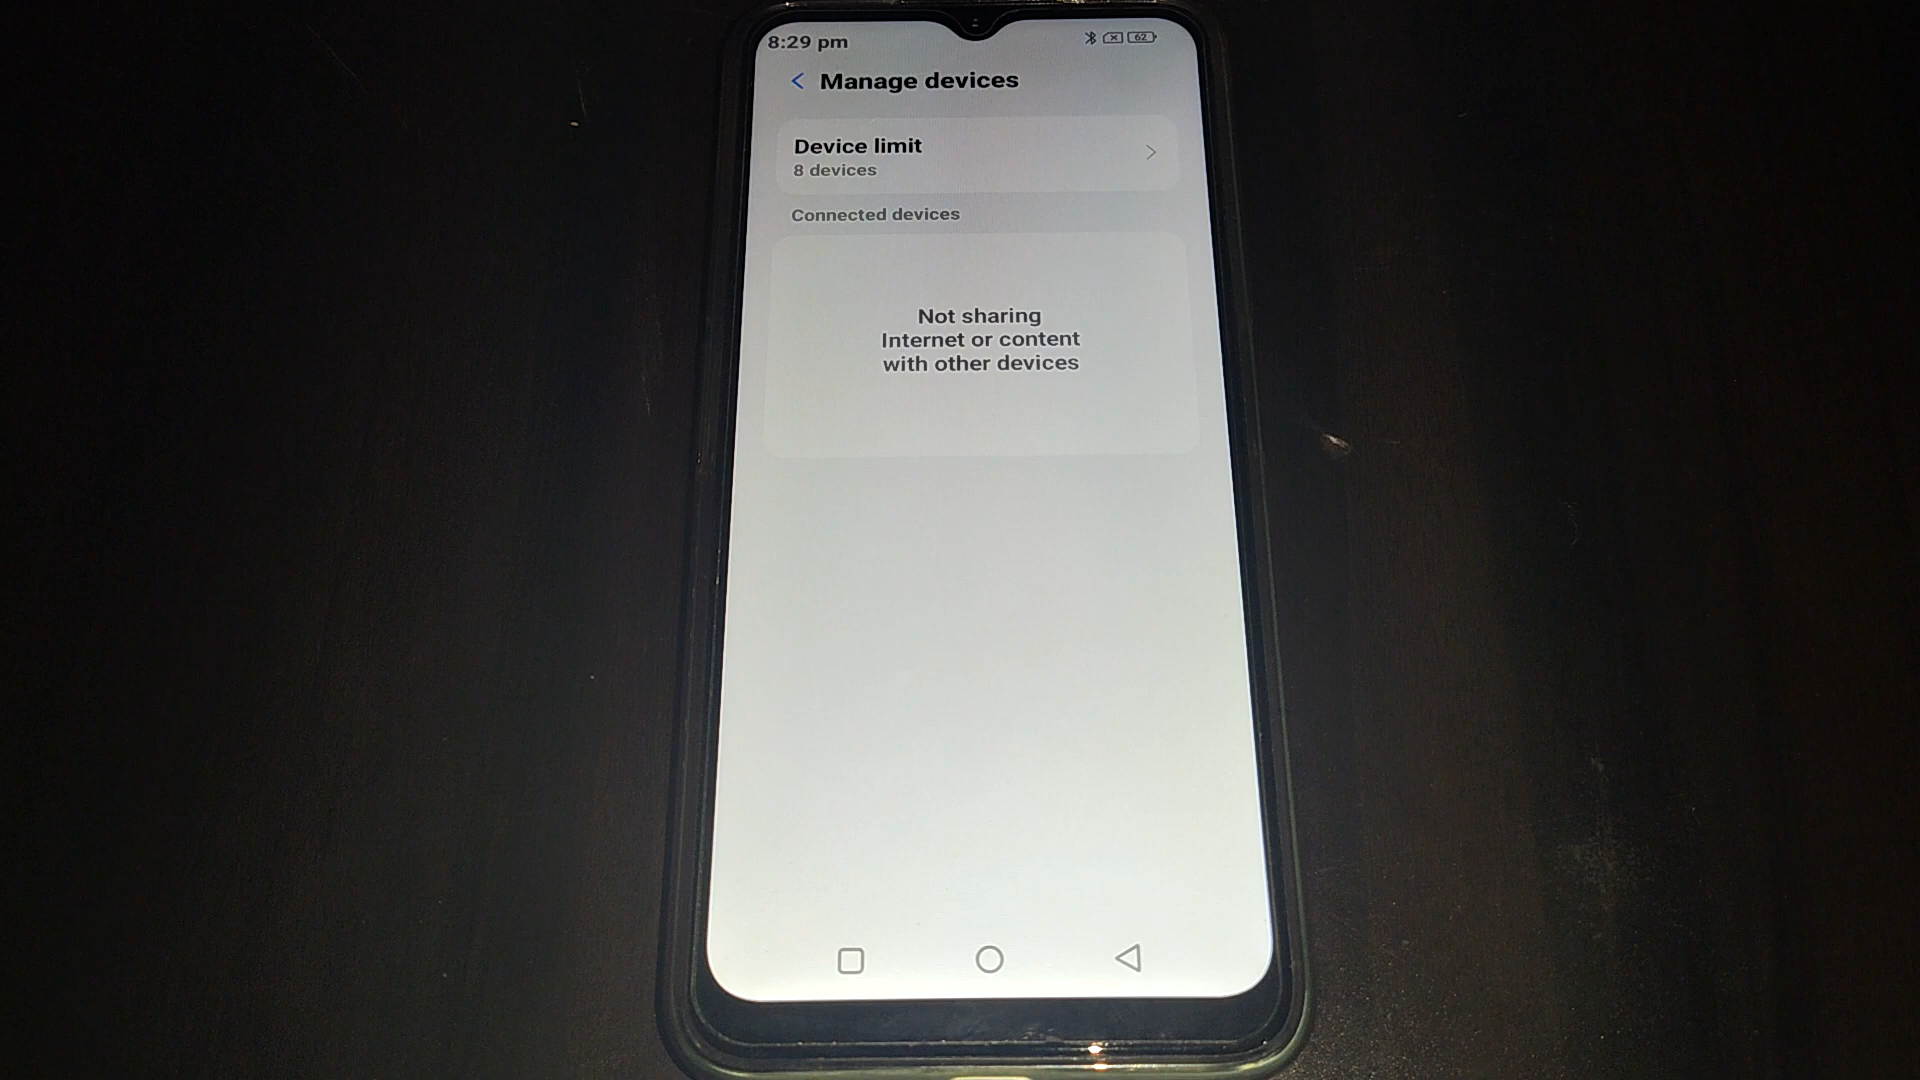 8:29 pm
62
Manage devices
Device limit
8 devices
Connected devices
Not sharing
Internet or content
with other devices